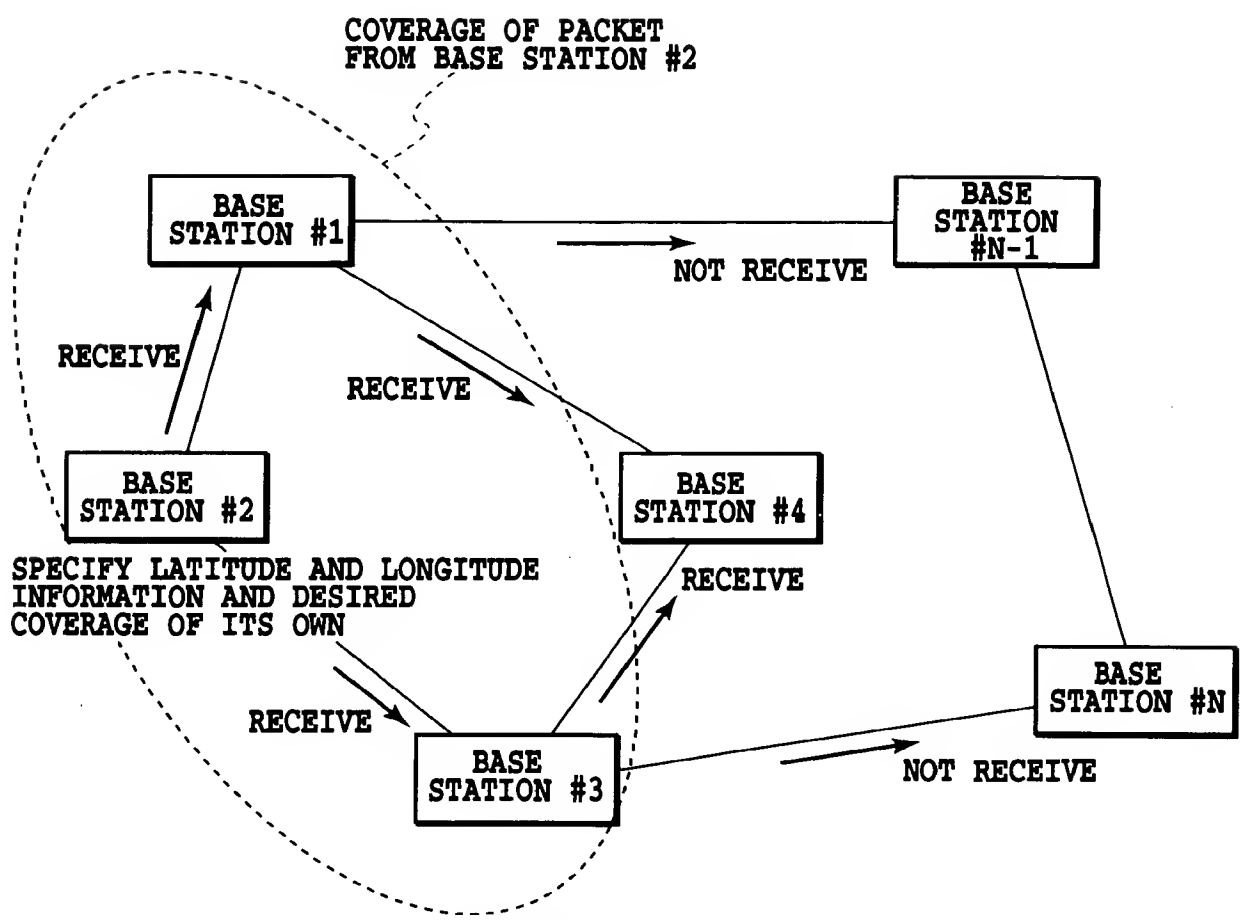 COVERAGE OF PACKET
FROM BASE STATION #2
BASE
STATION #1
BASE
STATION
#N-1
NOT RECEIVE
RECEIVE
RECEIVE
BASE
STATION #2
BASE
STATION #4
SPECIFY LATITUDE AND LONGITUDE
INFORMATION AND DESIRED
COVERAGE OF ITS OWN
RECEIVE
RECEIVE
BASE
STATION #N
BASE
STATION #3
NOT RECEIVE